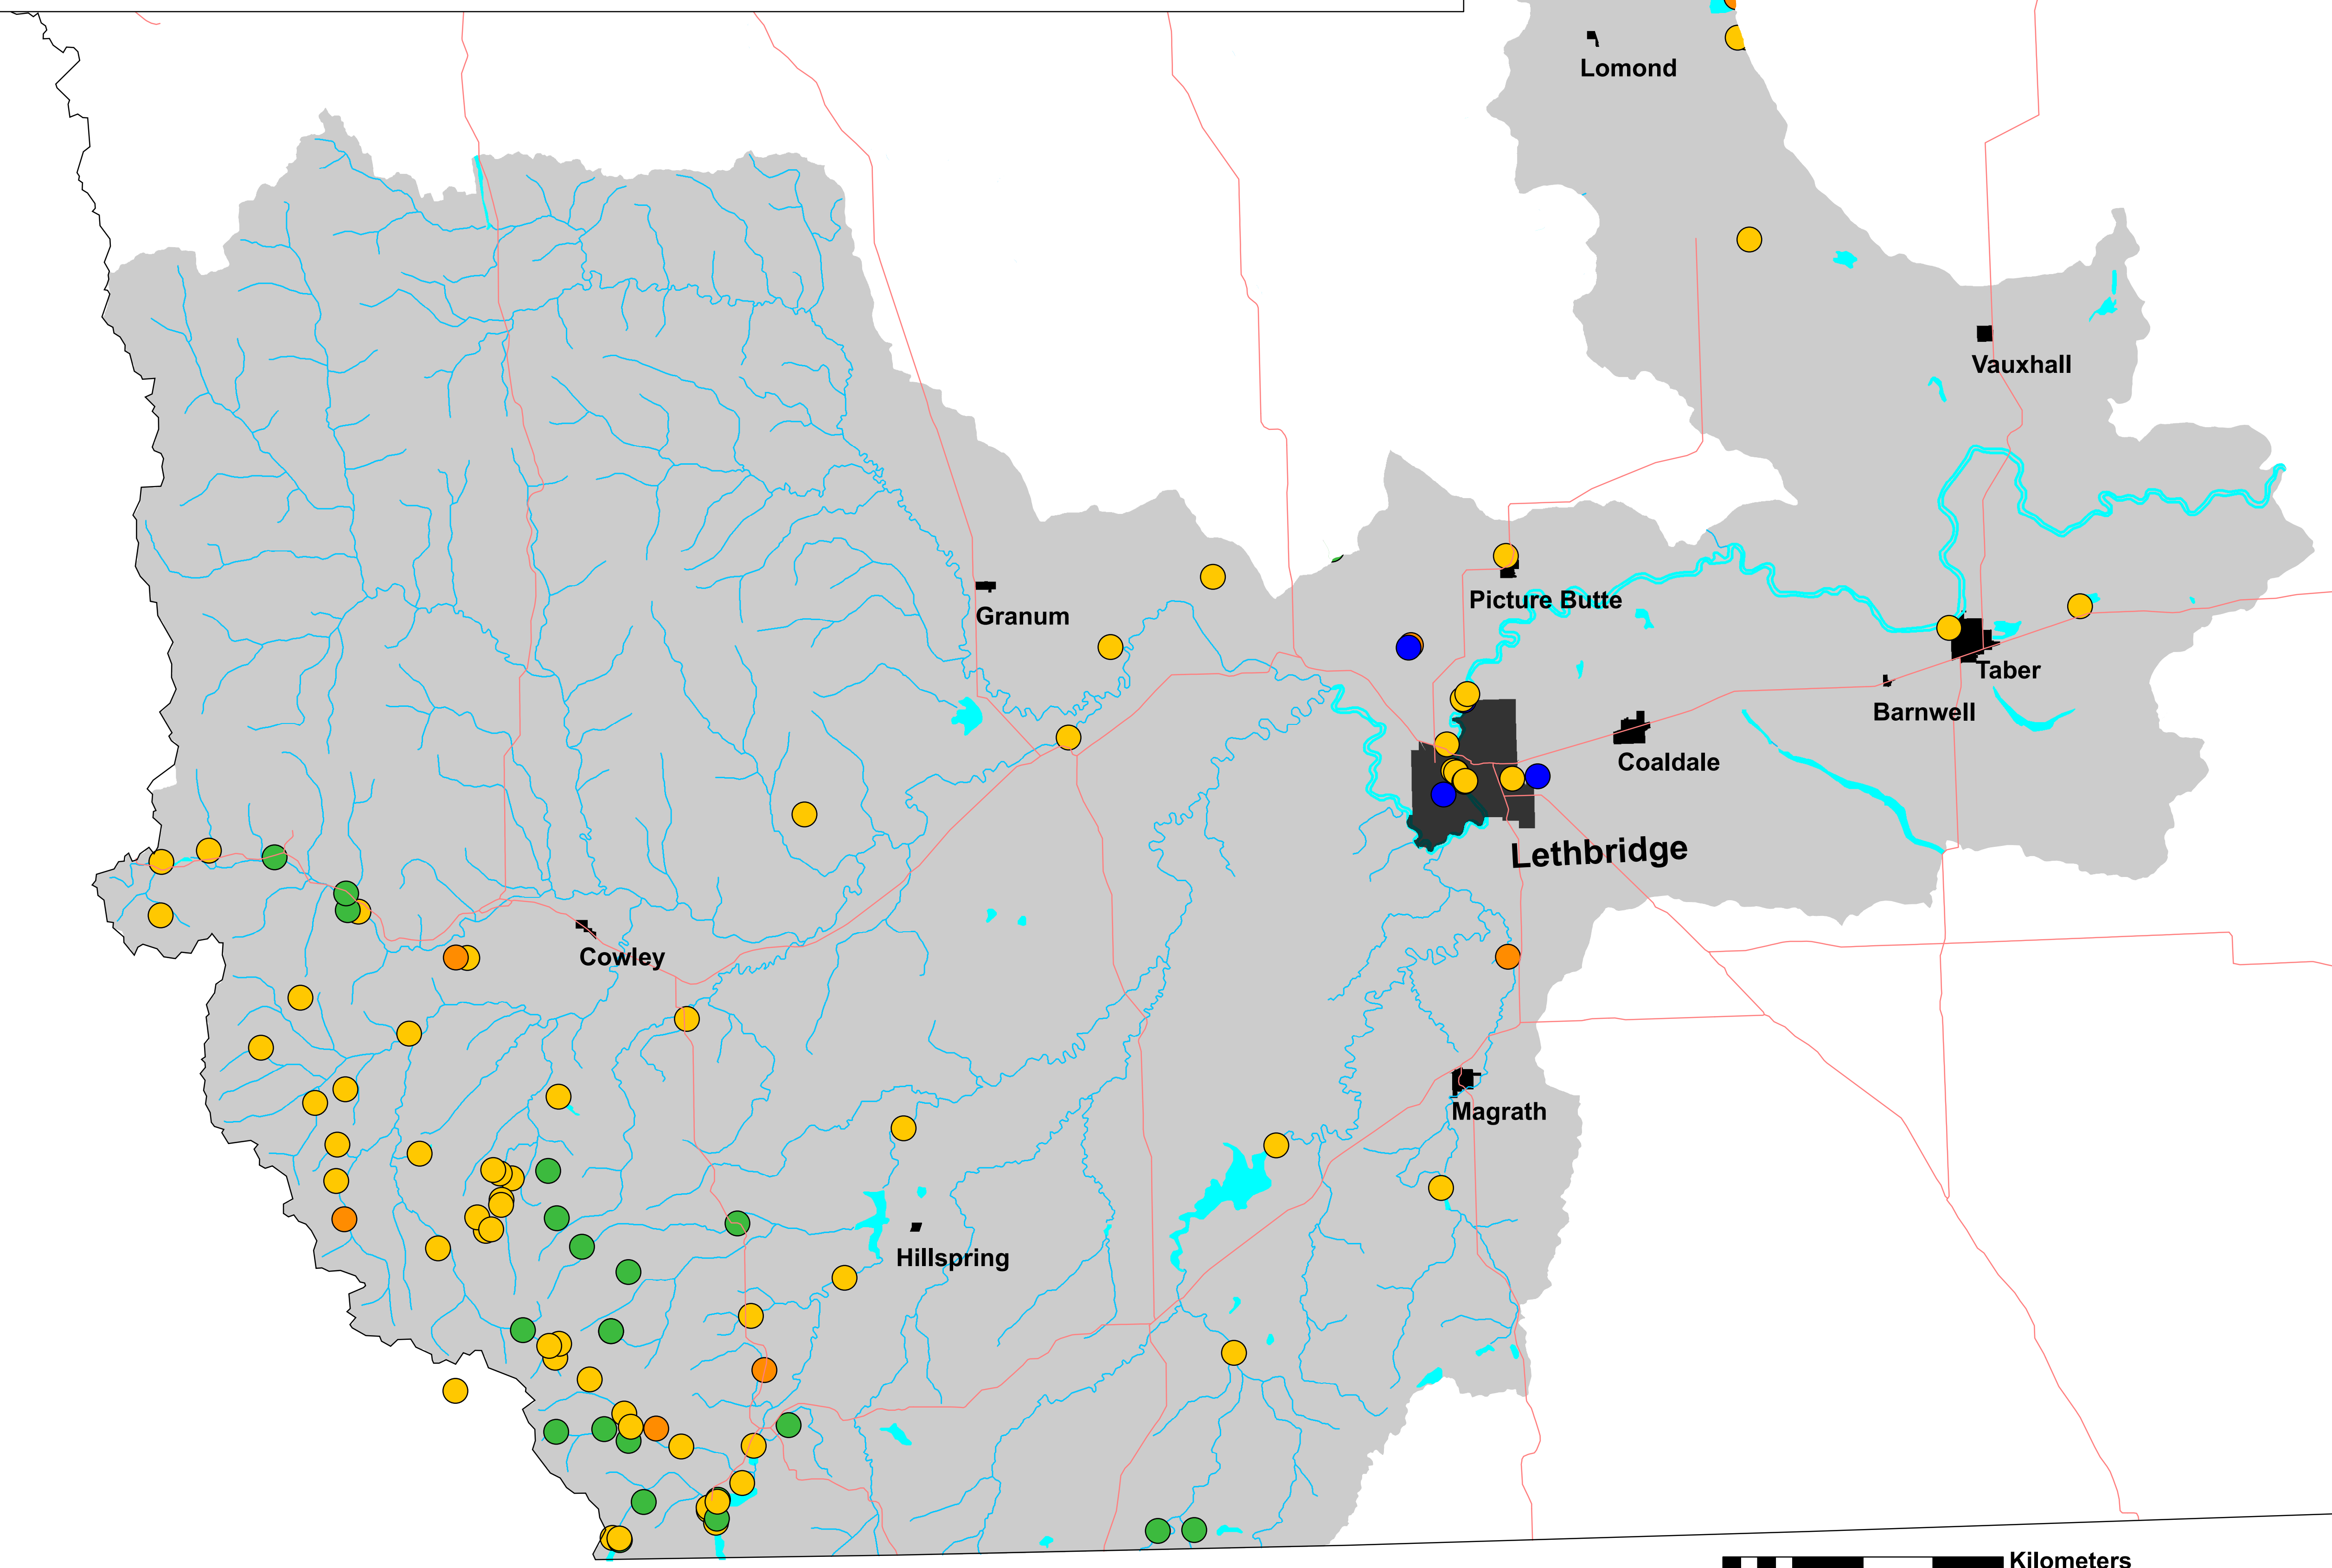 Lomond
Vauxhall
Granum
Picture Butte
Taber
Barnwell
Coaldale
Lethbridge
Cowley
Magrath
Hillspring
Kilometers